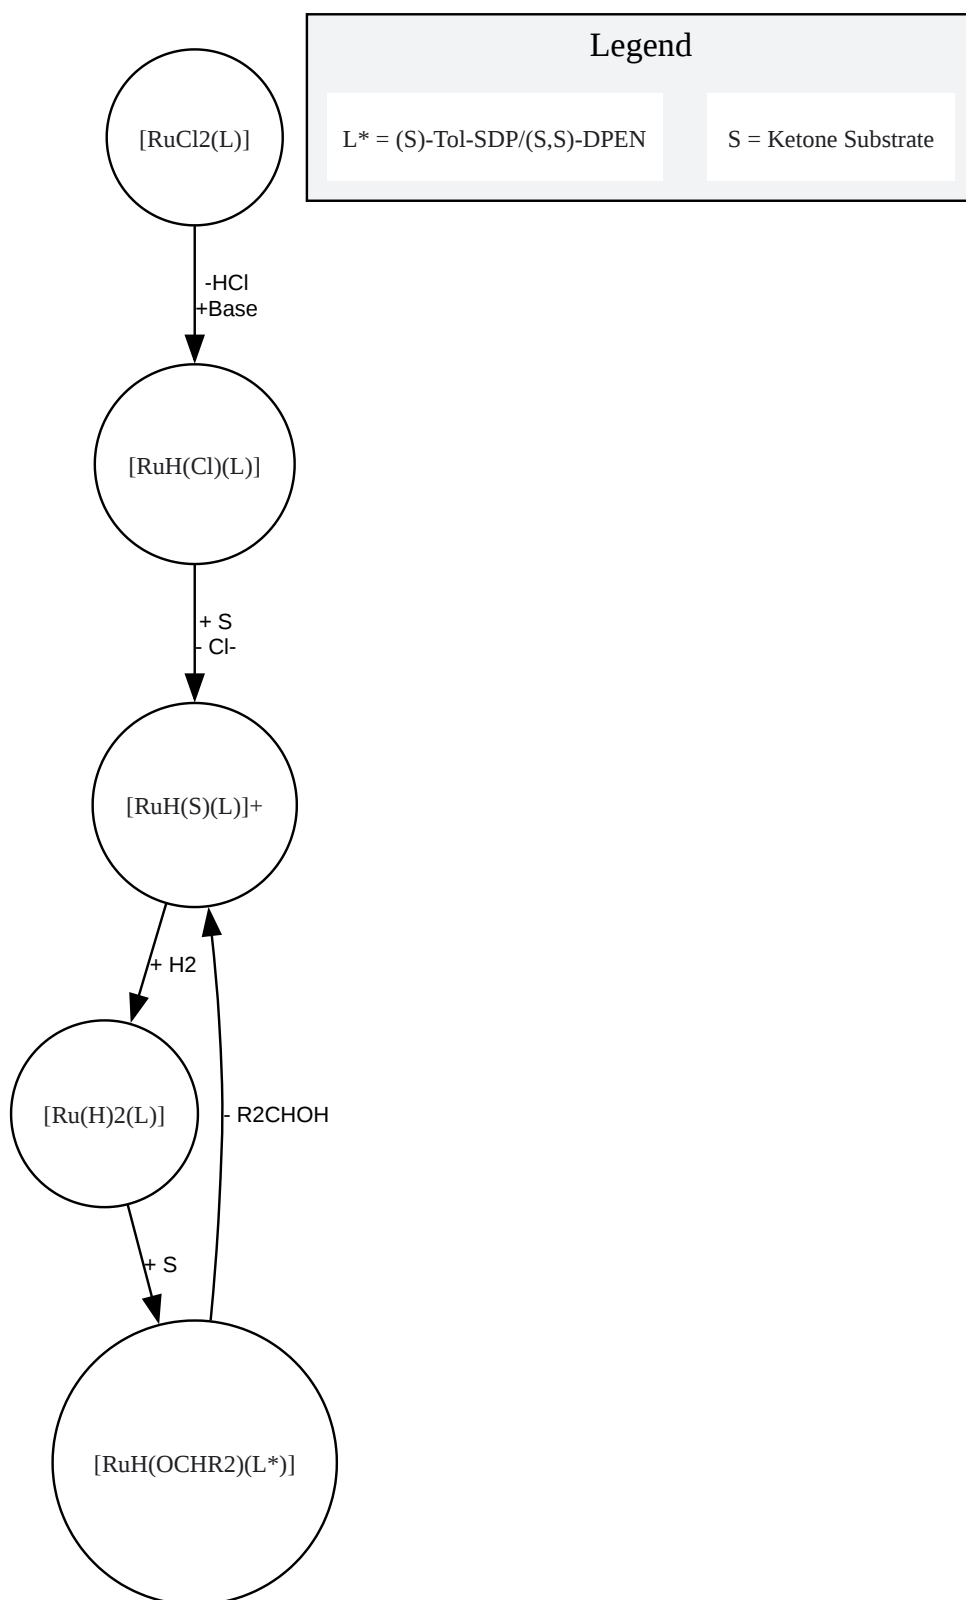 Legend
[RuCl2(L)]
L* = (S)-Tol-SDP/(S,S)-DPEN
S = Ketone Substrate
-HCl
+Base
[RuH(Cl)(L)]
+ S
- Cl-
[RuH(S)(L)]+
+ H2
[Ru(H)2(L)]
- R2CHOH
+ S
[RuH(OCHR2)(L*)]